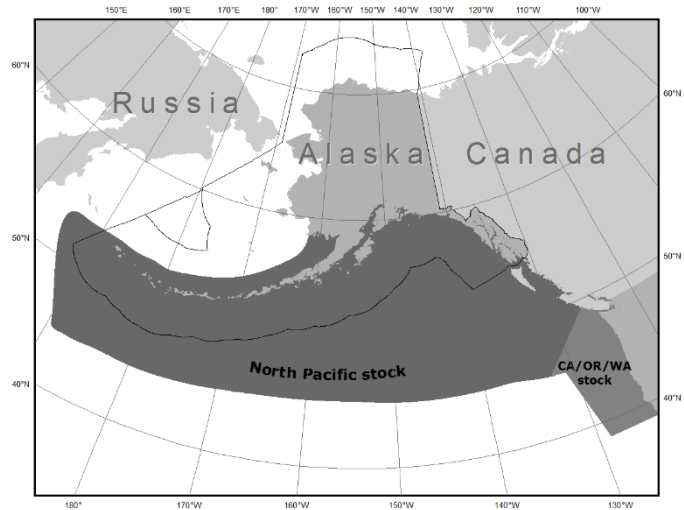 150°E 160°E 170°E 180° 170°W 160°W 150°W 140°W 130°W 120°W 110°W 100°W
60°N
60°N
Russia
Alaska Canada
50°N
50°N
North Pacific stock
CA/OR/WA
stock
40°N
40°N
180° 170°W 160°W 150°W 140°W 130°W